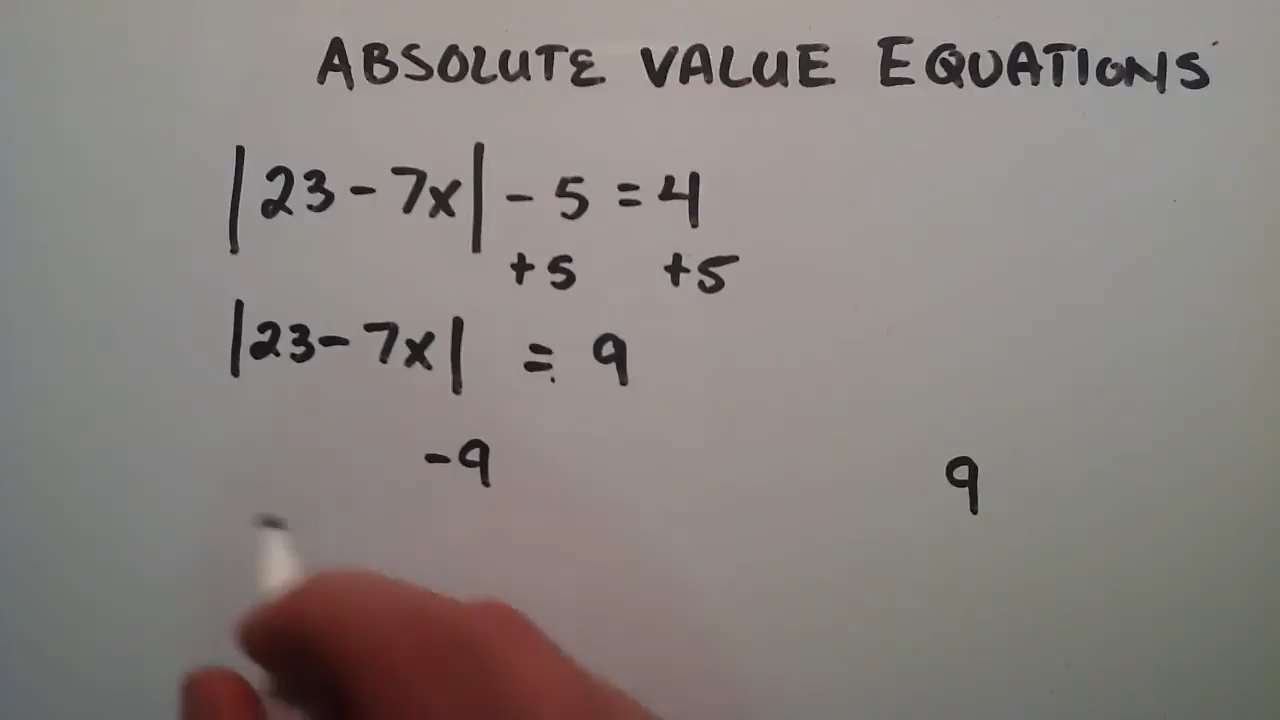 ABSOLUTE VALUE EQUATIONS
|23 - 7x| - 5 = 4
+5 +5
|23 - 7x| = 9
-9 9